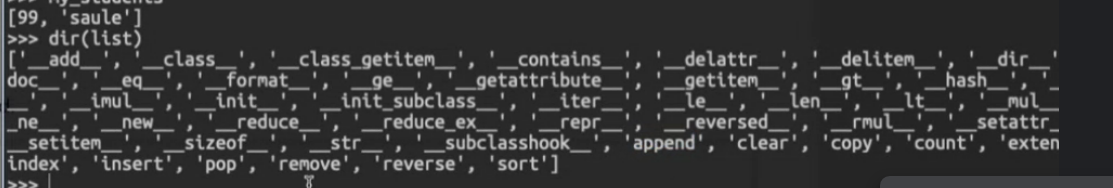 >>> my_students
[99, 'saule']
>>> dir(list)
['__add__', '__class__', '__class_getitem__', '__contains__', '__delattr__', '__delitem__', '__dir__'
doc__', '__eq__', '__format__', '__ge__', '__getattribute__', '__getitem__', '__gt__', '__hash__', '_
_', '__imul__', '__init__', '__init_subclass__', '__iter__', '__le__', '__len__', '__lt__', '__mul__
_ne__', '__new__', '__reduce__', '__reduce_ex__', '__repr__', '__reversed__', '__rmul__', '__setattr_
__setitem__', '__sizeof__', '__str__', '__subclasshook__', 'append', 'clear', 'copy', 'count', 'exten
index', 'insert', 'pop', 'remove', 'reverse', 'sort']
>>>